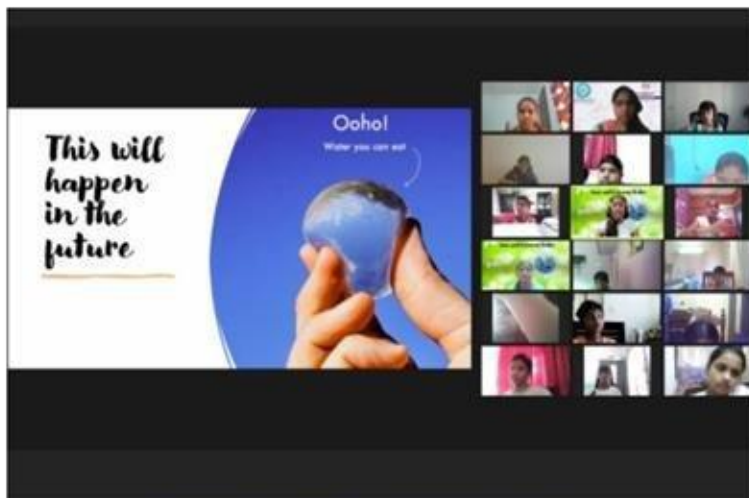 This will
happen
in the
future
Ooho!
Water you can eat